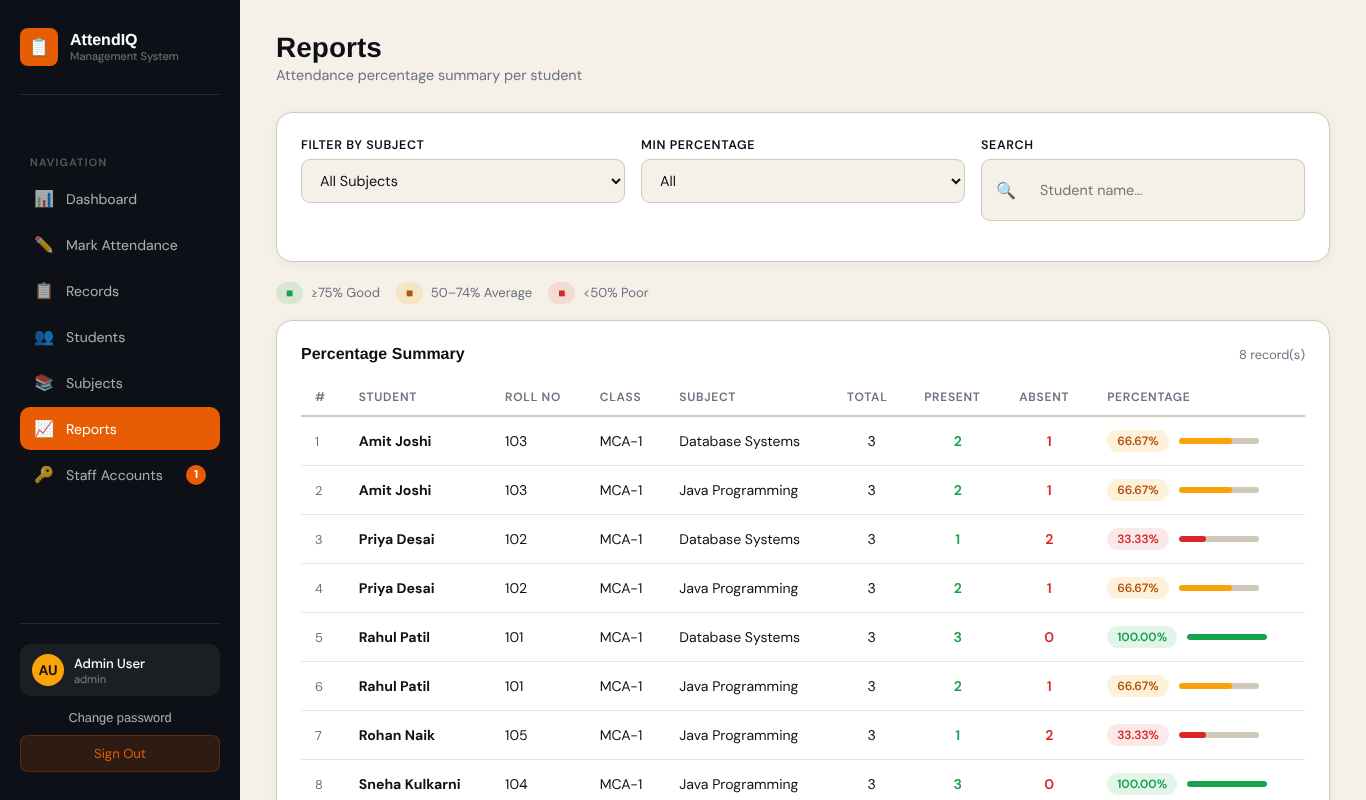 AttendIQ
Management System
NAVIGATION
Dashboard
Mark Attendance
Records
Students
Subjects
Reports
Staff Accounts 1
AU
Admin User
admin
Change password
Sign Out
Reports
Attendance percentage summary per student
FILTER BY SUBJECT
All Subjects
MIN PERCENTAGE
All
SEARCH
Student name...
≥75% Good
50–74% Average
<50% Poor
Percentage Summary
8 record(s)
# STUDENT ROLL NO CLASS SUBJECT TOTAL PRESENT ABSENT PERCENTAGE
1 Amit Joshi 103 MCA-1 Database Systems 3 2 1 66.67%
2 Amit Joshi 103 MCA-1 Java Programming 3 2 1 66.67%
3 Priya Desai 102 MCA-1 Database Systems 3 1 2 33.33%
4 Priya Desai 102 MCA-1 Java Programming 3 2 1 66.67%
5 Rahul Patil 101 MCA-1 Database Systems 3 3 0 100.00%
6 Rahul Patil 101 MCA-1 Java Programming 3 2 1 66.67%
7 Rohan Naik 105 MCA-1 Java Programming 3 1 2 33.33%
8 Sneha Kulkarni 104 MCA-1 Java Programming 3 3 0 100.00%